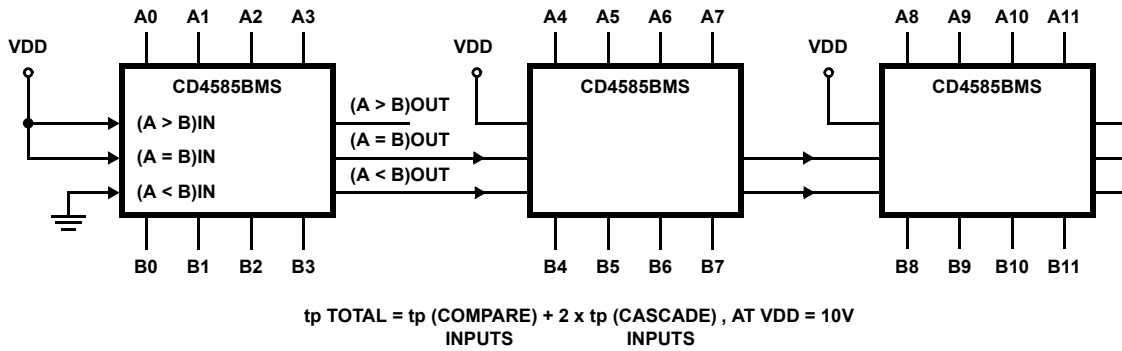 A0 A1 A2 A3 A4 A5 A6 A7 A8 A9 A10 A11
VDD VDD VDD
CD4585BMS CD4585BMS CD4585BMS
(A > B)OUT
(A > B)IN
(A = B)OUT
(A = B)IN
(A < B)OUT
(A < B)IN
B0 B1 B2 B3 B4 B5 B6 B7 B8 B9 B10 B11
tp TOTAL = tp (COMPARE) + 2 x tp (CASCADE) , AT VDD = 10V
INPUTS INPUTS